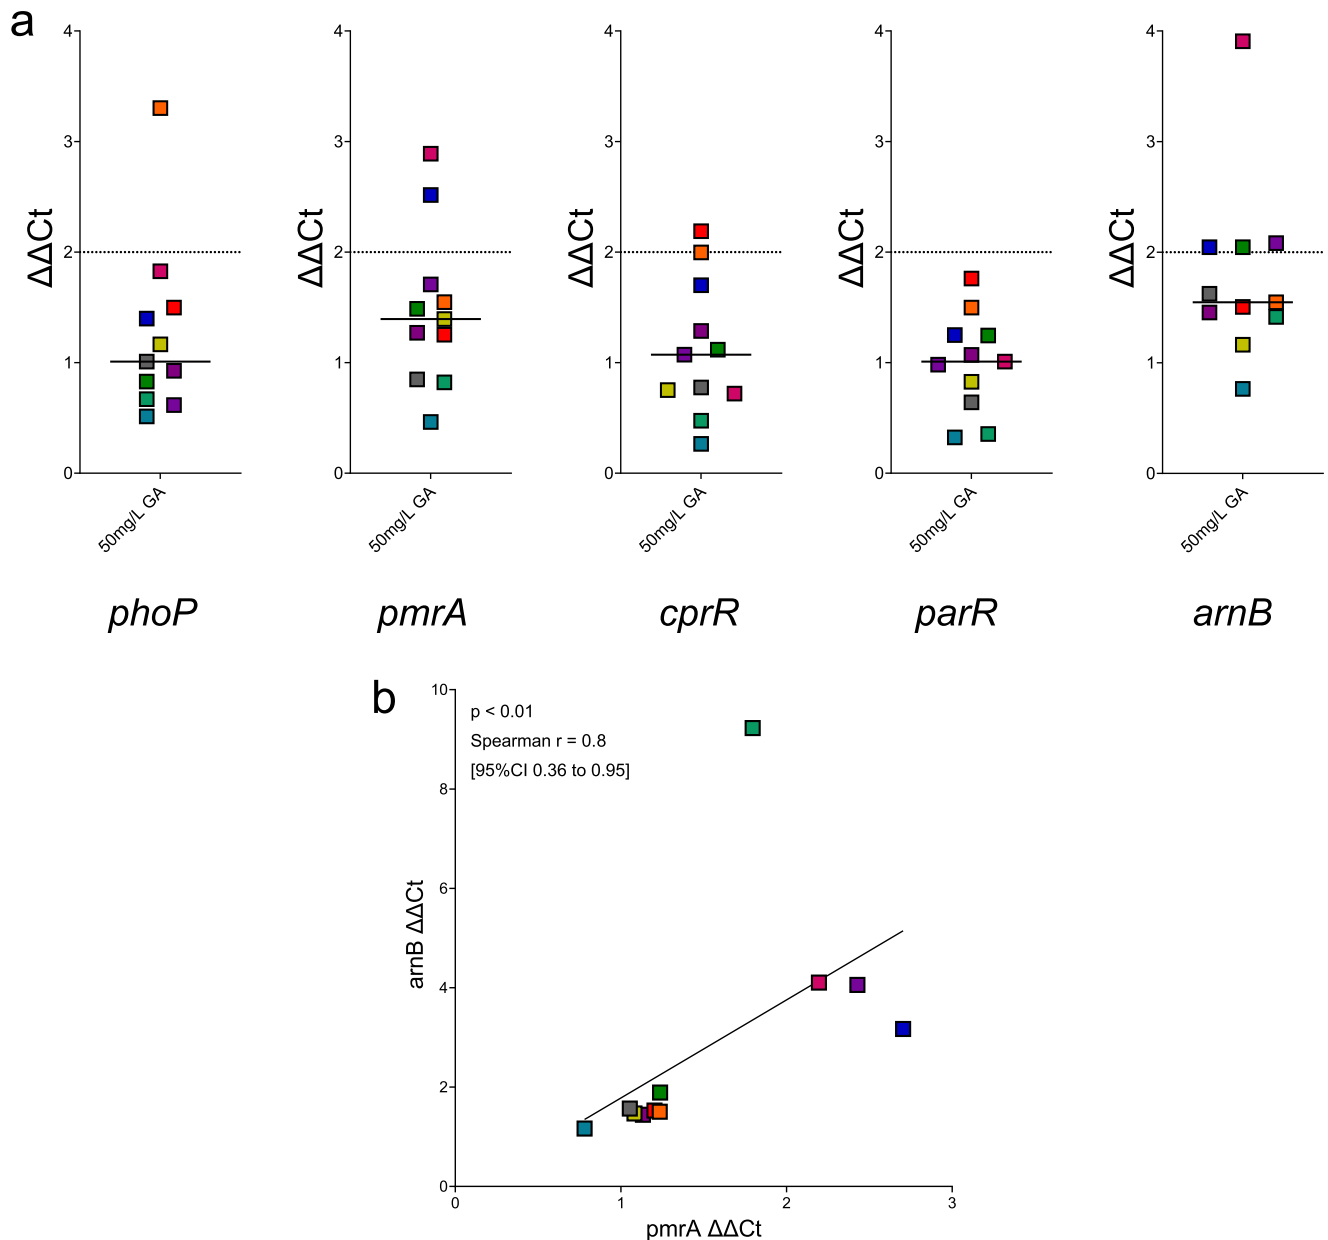 a
4
3
2
1
0
ΔΔCt
50mg/L GA
phoP
4
3
2
1
0
ΔΔCt
50mg/L GA
pmrA
4
3
2
1
0
ΔΔCt
50mg/L GA
cprR
4
3
2
1
0
ΔΔCt
50mg/L GA
parR
4
3
2
1
0
ΔΔCt
50mg/L GA
arnB
b
10
8
6
4
2
0
arnB ΔΔCt
p < 0.01
Spearman r = 0.8
[95%CI 0.36 to 0.95]
0 1 2 3
pmrA ΔΔCt